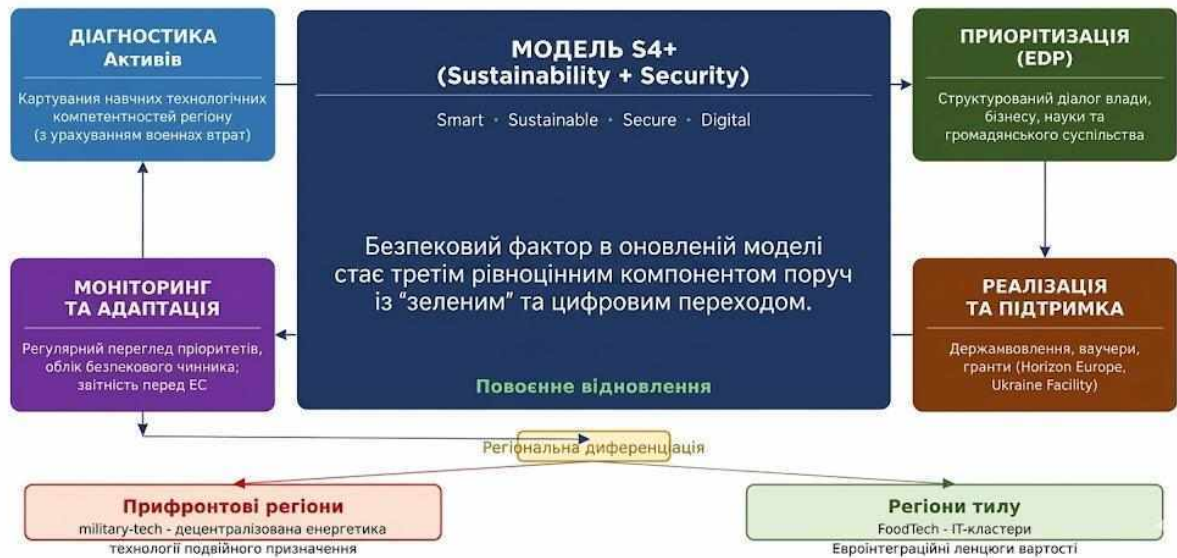 ДІАГНОСТИКА
Активів
Картування навчних технологічних
компетентностей регіону
(з урахуванням военнах втрат)
МОДЕЛЬ S4+
(Sustainability + Security)
Smart • Sustainable • Secure • Digital
Безпековий фактор в оновленій моделі
стає третім рівноцінним компонентом поруч
із “зеленим” та цифровим переходом.
Повоєнне відновлення
ПРИОРІТИЗАЦІЯ
(EDP)
Структурований діалог влади,
бізнесу, науки та
громадянського суспільства
МОНІТОРИНГ
ТА АДАПТАЦІЯ
Регулярний перегляд пріоритетів,
облік безпекового чинника;
звітність перед ЕС
РЕАЛІЗАЦІЯ
ТА ПІДТРИМКА
Держамвовлення, ваучери,
гранти (Horizon Europe,
Ukraine Facility)
Регіональна диференціація
Прифронтові регіони
military-tech - децентралізована енергетика
технології подвійного призначення
Регіони тилу
FoodTech - IT-кластери
Евроінтеграційні ленцюги вартості